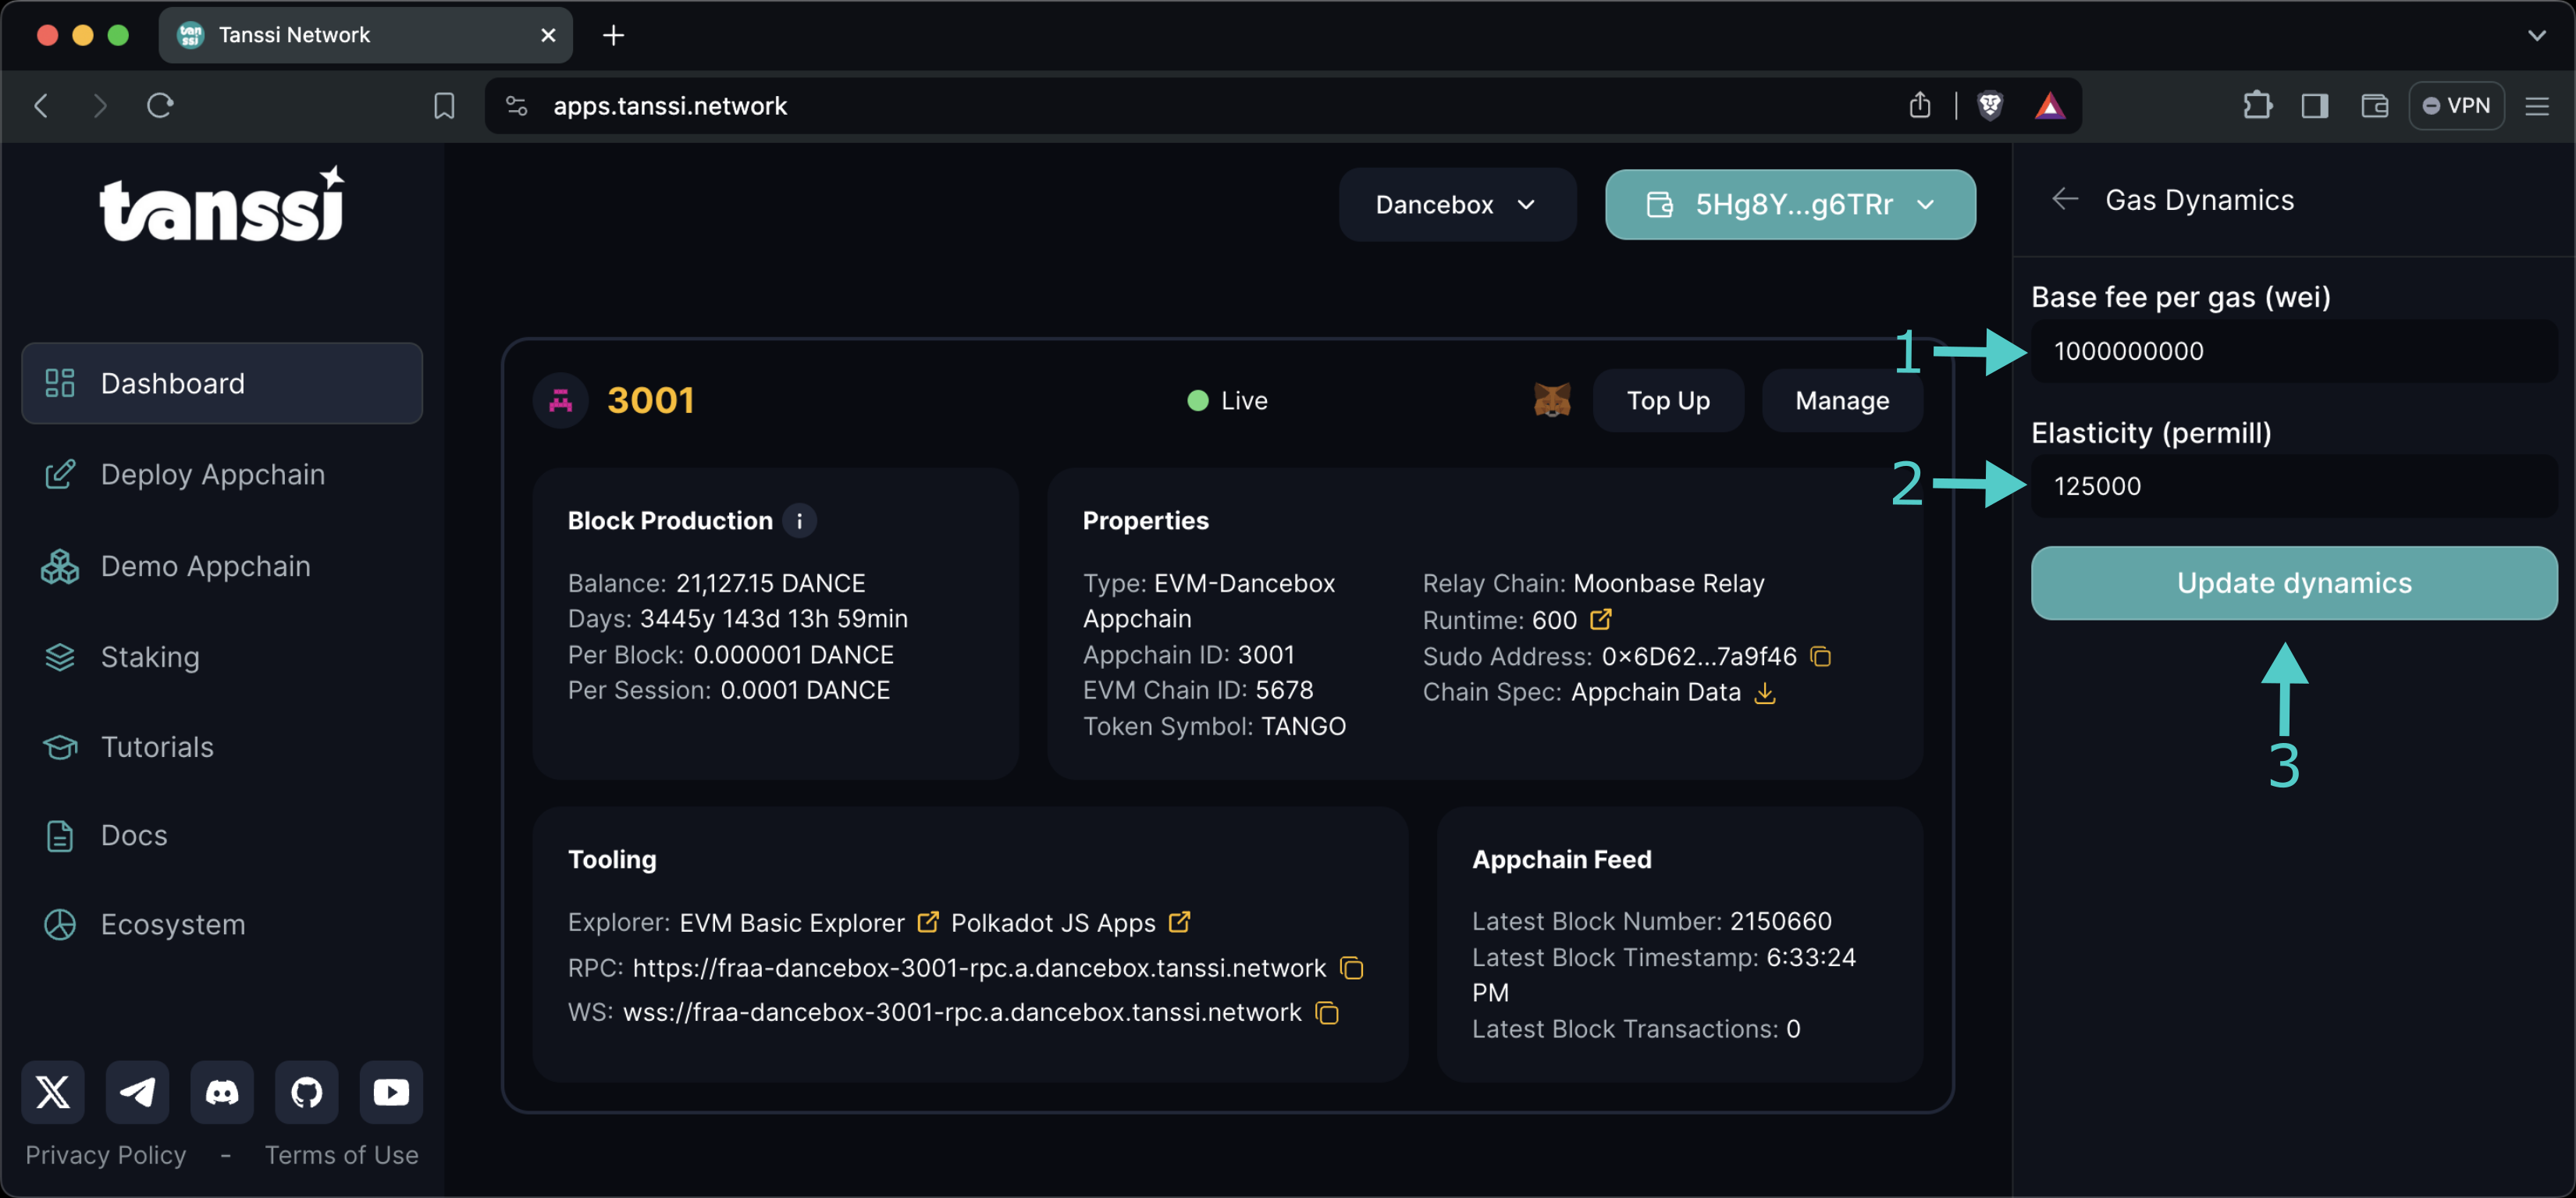 Tanssi Network
apps.tanssi.network
VPN
tanssi
Dashboard
Deploy Appchain
Demo Appchain
Staking
Tutorials
Docs
Ecosystem
Privacy Policy - Terms of Use
Dancebox
5Hg8Y...g6TRr
3001
Live
Top Up
Manage
Block Production i
Balance: 21,127.15 DANCE
Days: 3445y 143d 13h 59min
Per Block: 0.000001 DANCE
Per Session: 0.0001 DANCE
Properties
Type: EVM-Dancebox
Appchain
Appchain ID: 3001
EVM Chain ID: 5678
Token Symbol: TANGO
Relay Chain: Moonbase Relay
Runtime: 600
Sudo Address: 0x6D62...7a9f46
Chain Spec: Appchain Data
Tooling
Explorer: EVM Basic Explorer Polkadot JS Apps
RPC: https://fraa-dancebox-3001-rpc.a.dancebox.tanssi.network
WS: wss://fraa-dancebox-3001-rpc.a.dancebox.tanssi.network
Appchain Feed
Latest Block Number: 2150660
Latest Block Timestamp: 6:33:24
PM
Latest Block Transactions: 0
Gas Dynamics
Base fee per gas (wei)
1
1000000000
Elasticity (permill)
2
125000
Update dynamics
3